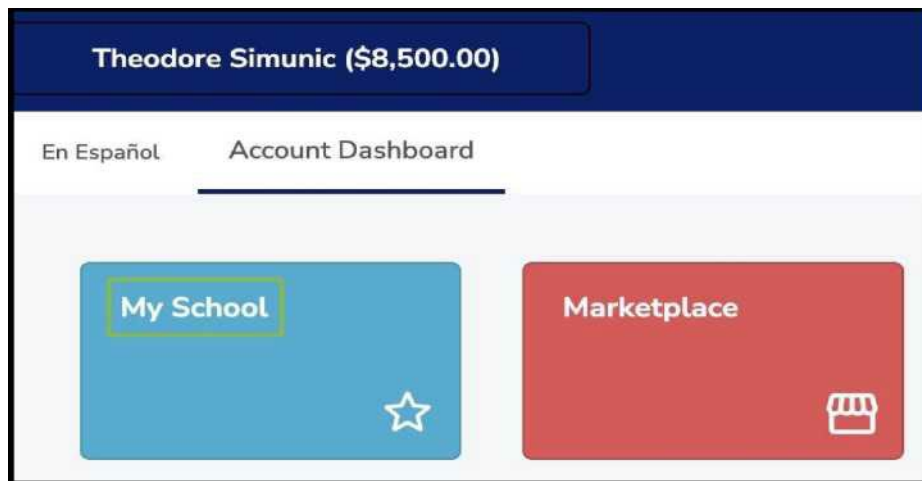 Theodore Simunic ($8,500.00)
En Español Account Dashboard
My School Marketplace